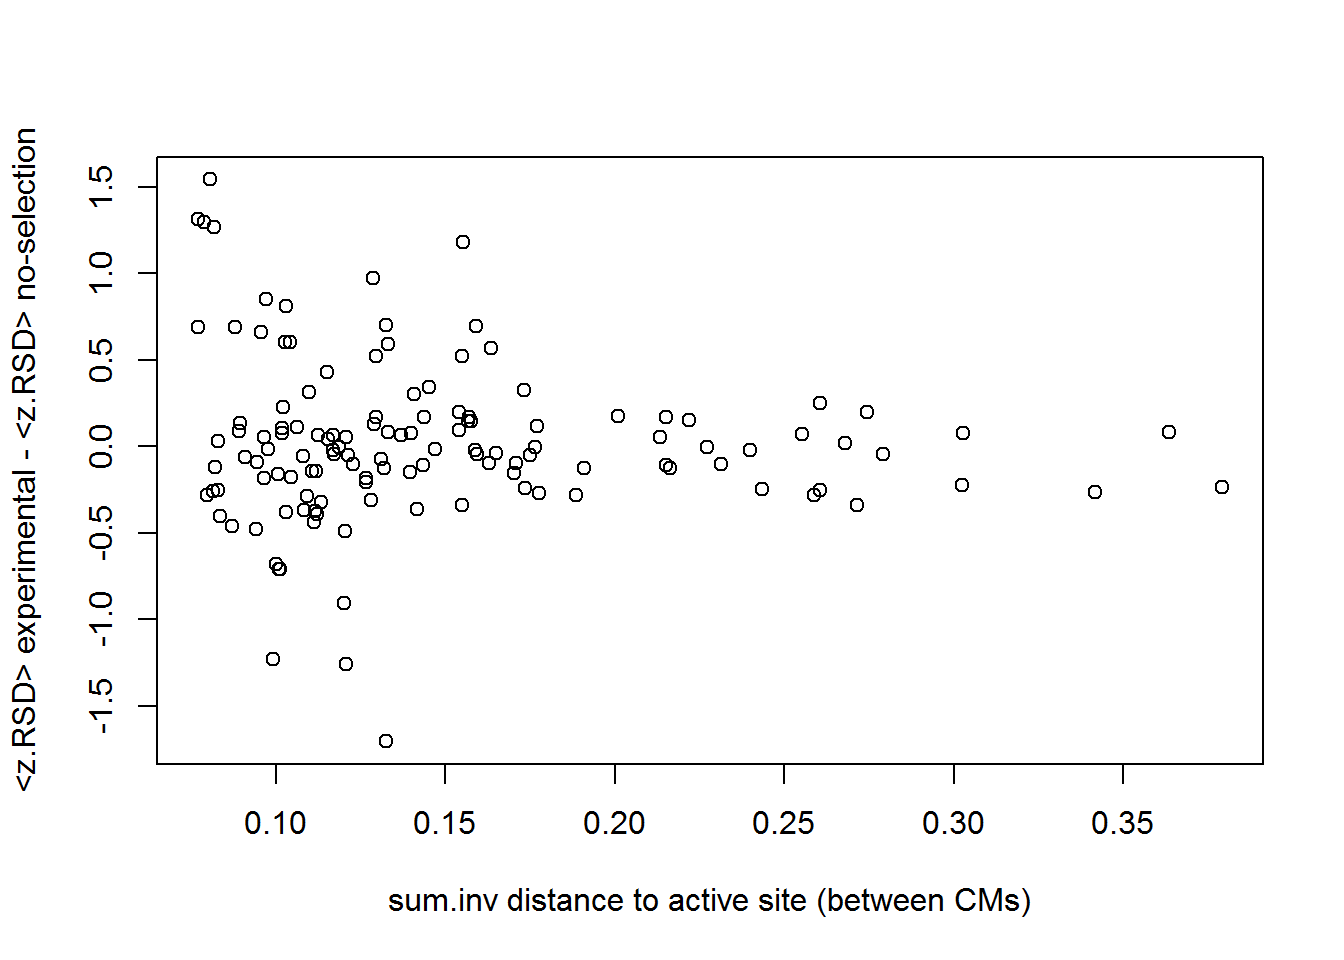 <z.RSD> experimental - <z.RSD> no-selection
1.5
1.0
0.5
0.0
-0.5
-1.0
-1.5
0.10 0.15 0.20 0.25 0.30 0.35
sum.inv distance to active site (between CMs)